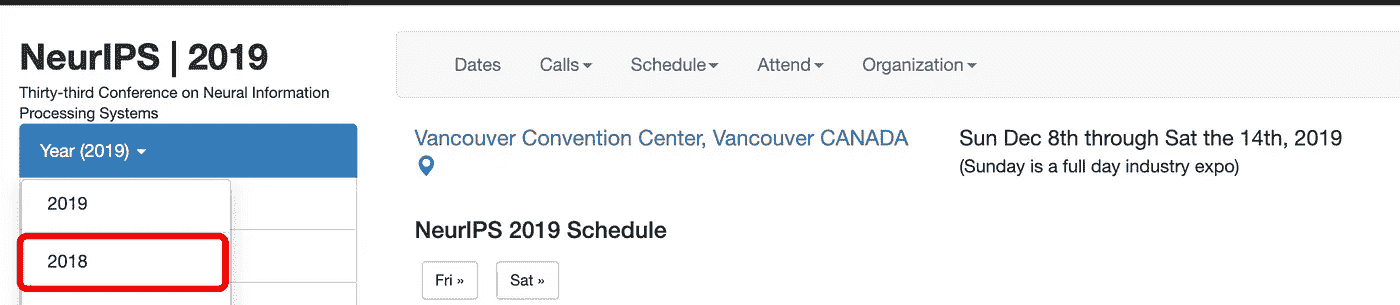 NeurIPS | 2019
Thirty-third Conference on Neural Information
Processing Systems
Year (2019)
2019
2018
Dates Calls Schedule Attend Organization
Vancouver Convention Center, Vancouver CANADA
Sun Dec 8th through Sat the 14th, 2019
(Sunday is a full day industry expo)
NeurIPS 2019 Schedule
Fri » Sat »